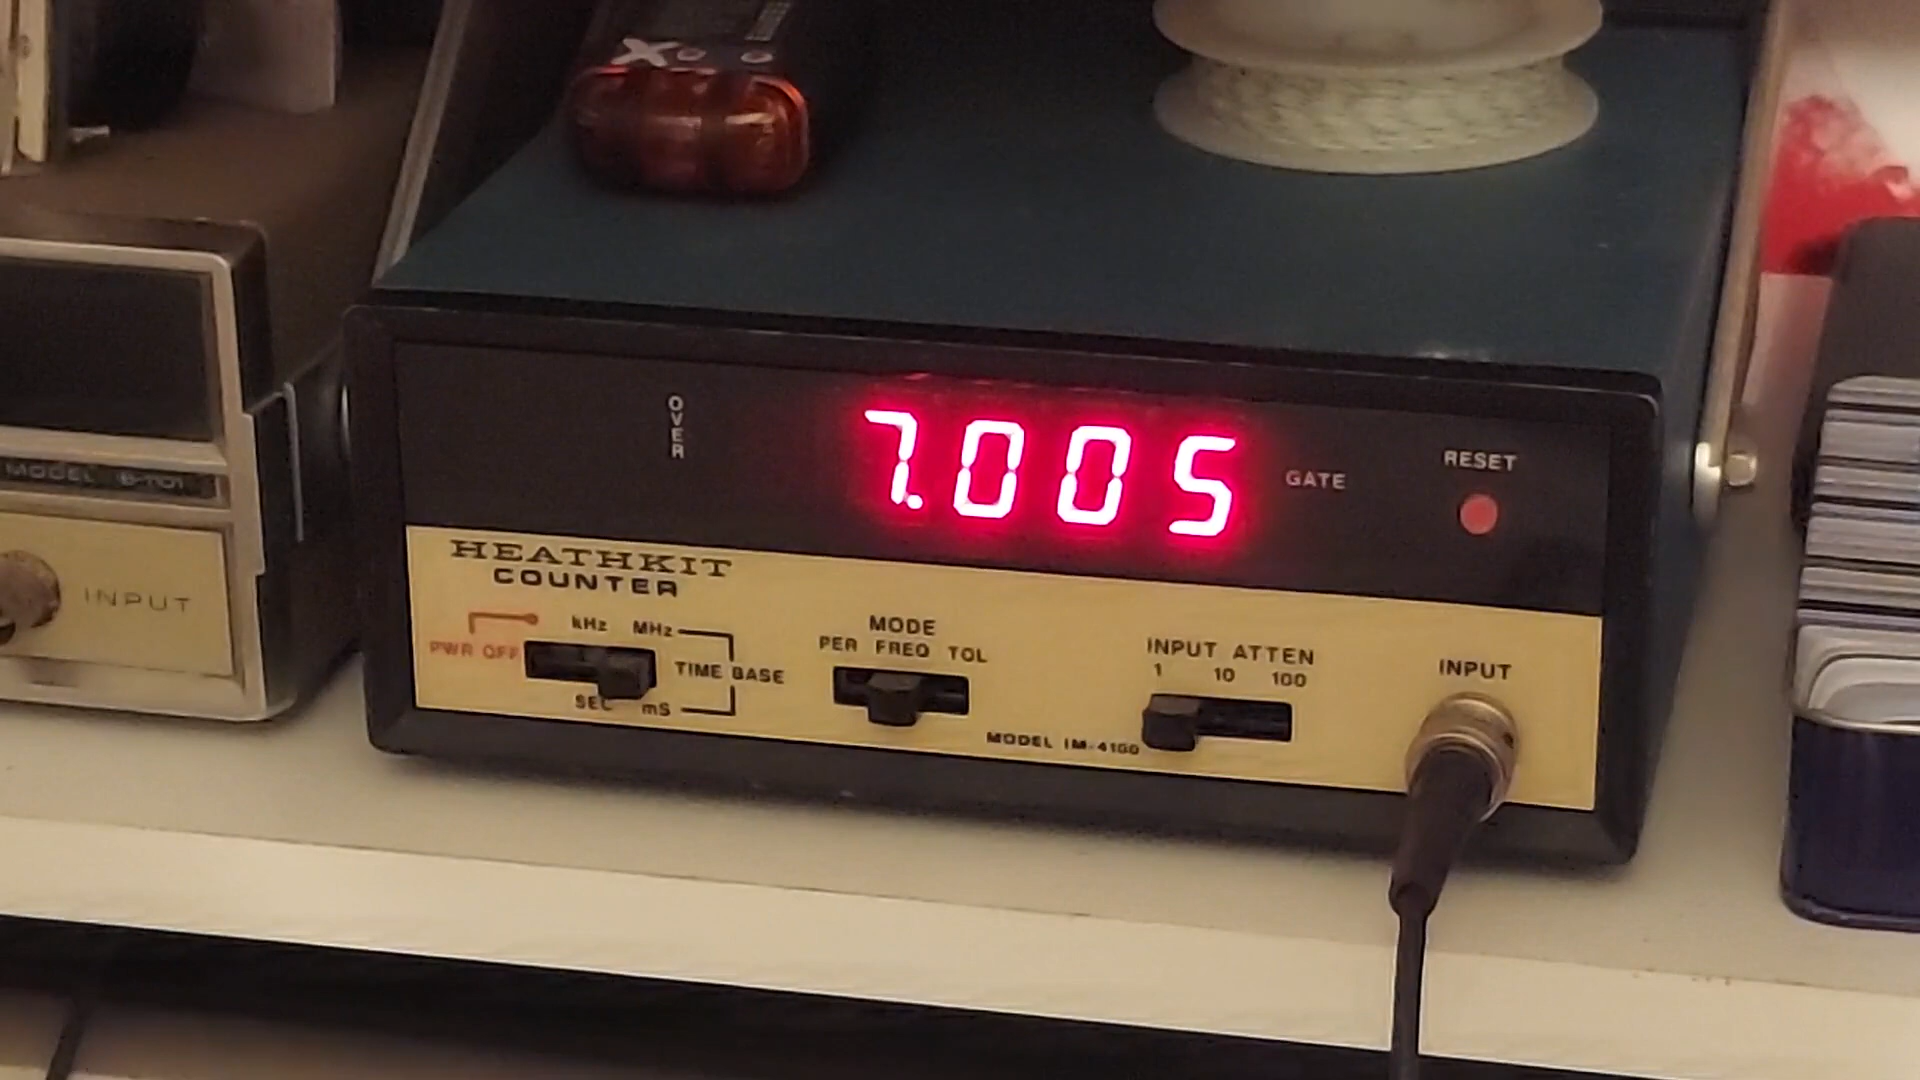 OVER
7.005
GATE
RESET
MODEL
INPUT
HEATHKIT
COUNTER
PWR OFF
kHz MHz
TIME BASE
SEC mS
MODE
PER FREQ TOL
INPUT ATTEN
1 10 100
MODEL IM-4100
INPUT